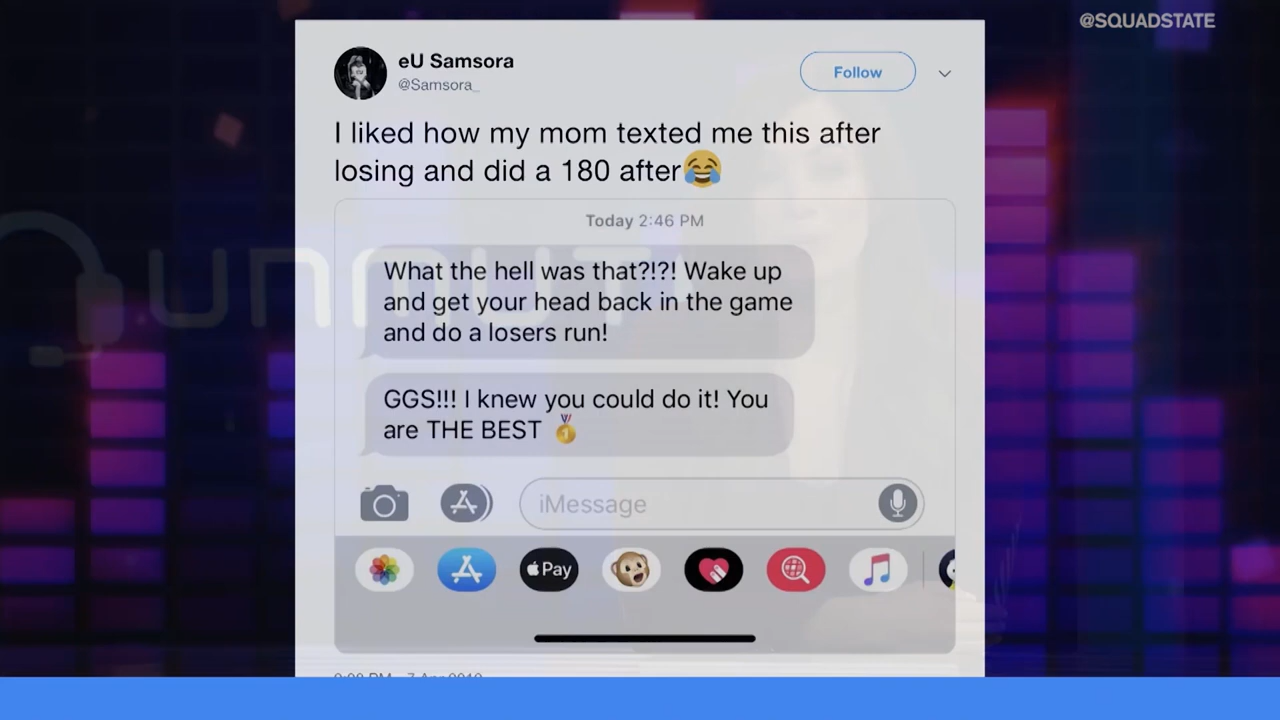 @SQUADSTATE
eU Samsora
@Samsora_
Follow
I liked how my mom texted me this after
losing and did a 180 after😂
Today 2:46 PM
What the hell was that?!?! Wake up
and get your head back in the game
and do a losers run!
GGS!!! I knew you could do it! You
are THE BEST 🏅
iMessage
Pay